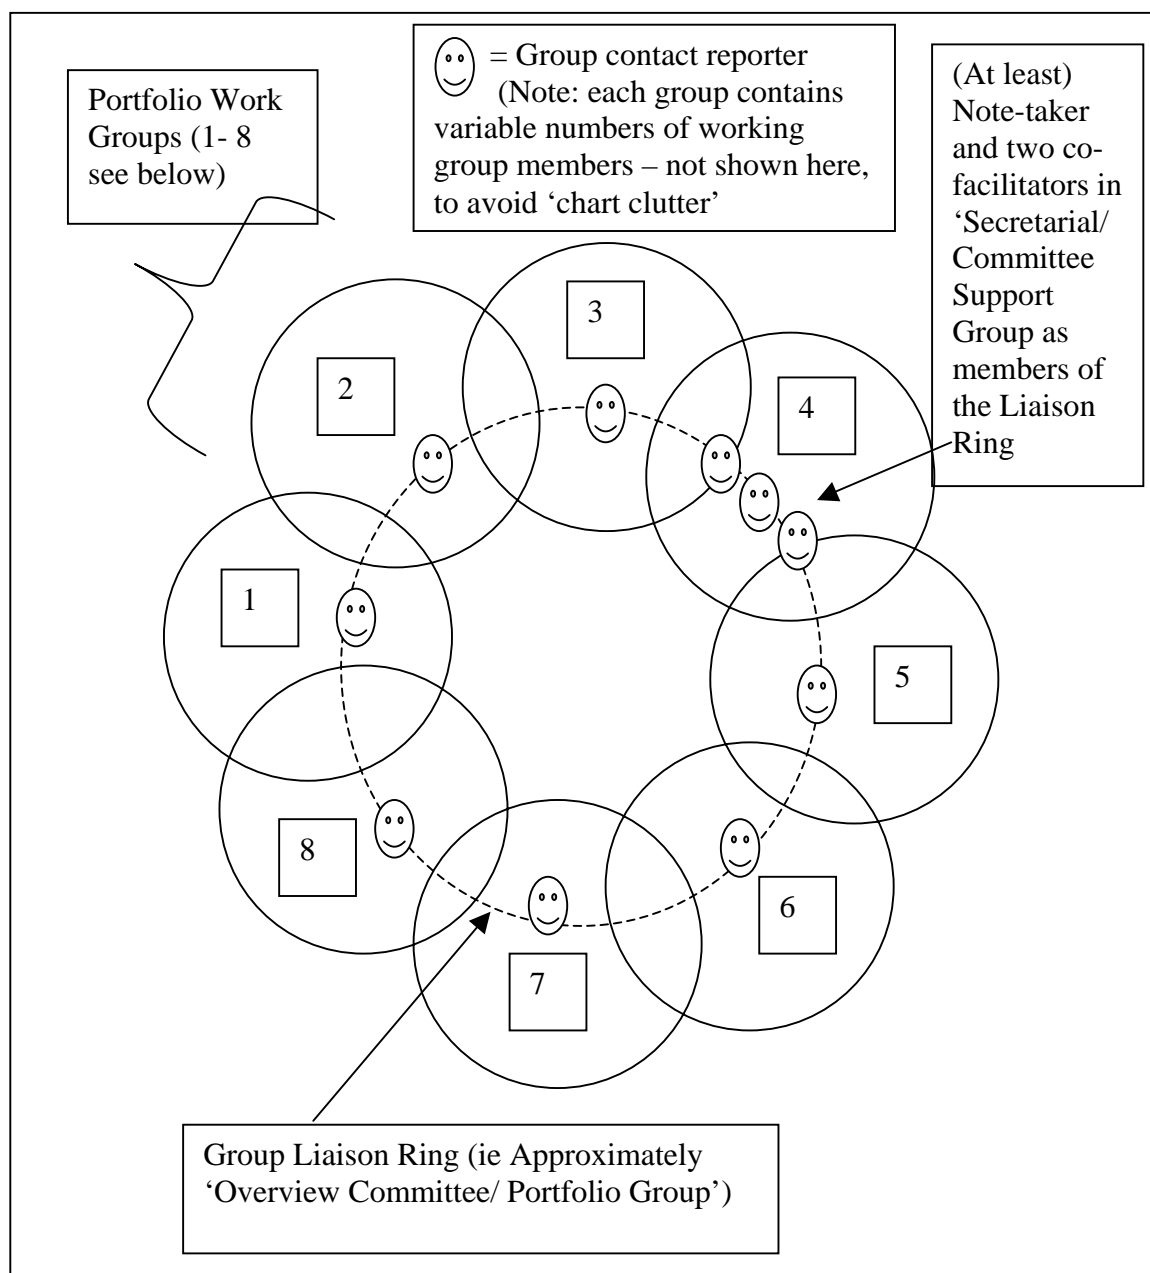 Portfolio Work
Groups (1- 8
see below)
= Group contact reporter
(Note: each group contains
variable numbers of working
group members – not shown here,
to avoid ‘chart clutter’
(At least)
Note-taker
and two co-
facilitators in
‘Secretarial/
Committee
Support
Group as
members of
the Liaison
Ring
3
2
4
1
5
8
6
7
Group Liaison Ring (ie Approximately
‘Overview Committee/ Portfolio Group’)